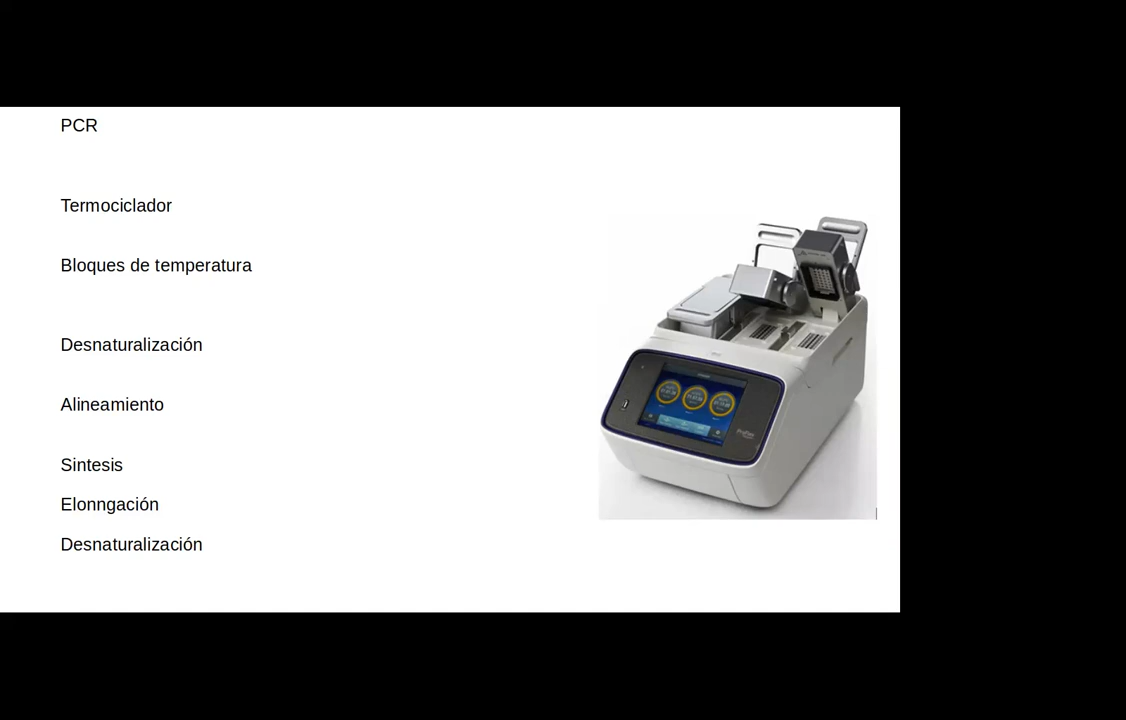 PCR
Termociclador
Bloques de temperatura
Desnaturalización
Alineamiento
Sintesis
Elonngación
Desnaturalización